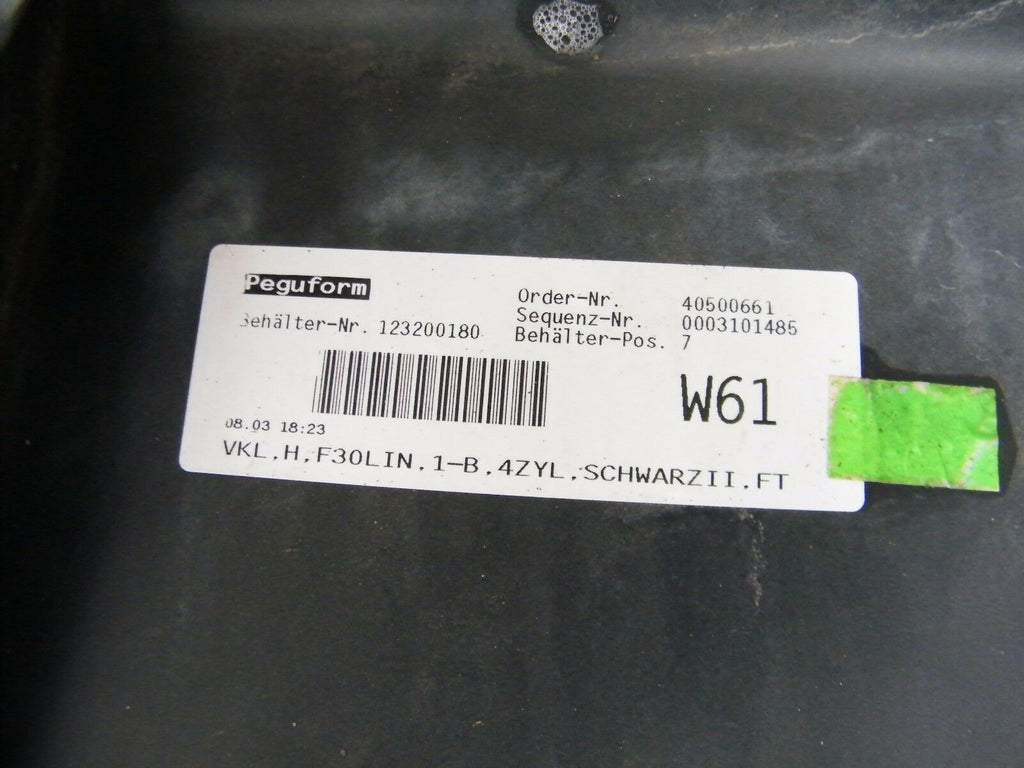 Peguform
Behälter-Nr. 123200180
Order-Nr. 40500661
Sequenz-Nr. 0003101485
Behälter-Pos. 7
W61
08.03 18:23
VKL.H.F30LIN.1-B.4ZYL.SCHWARZII.FT